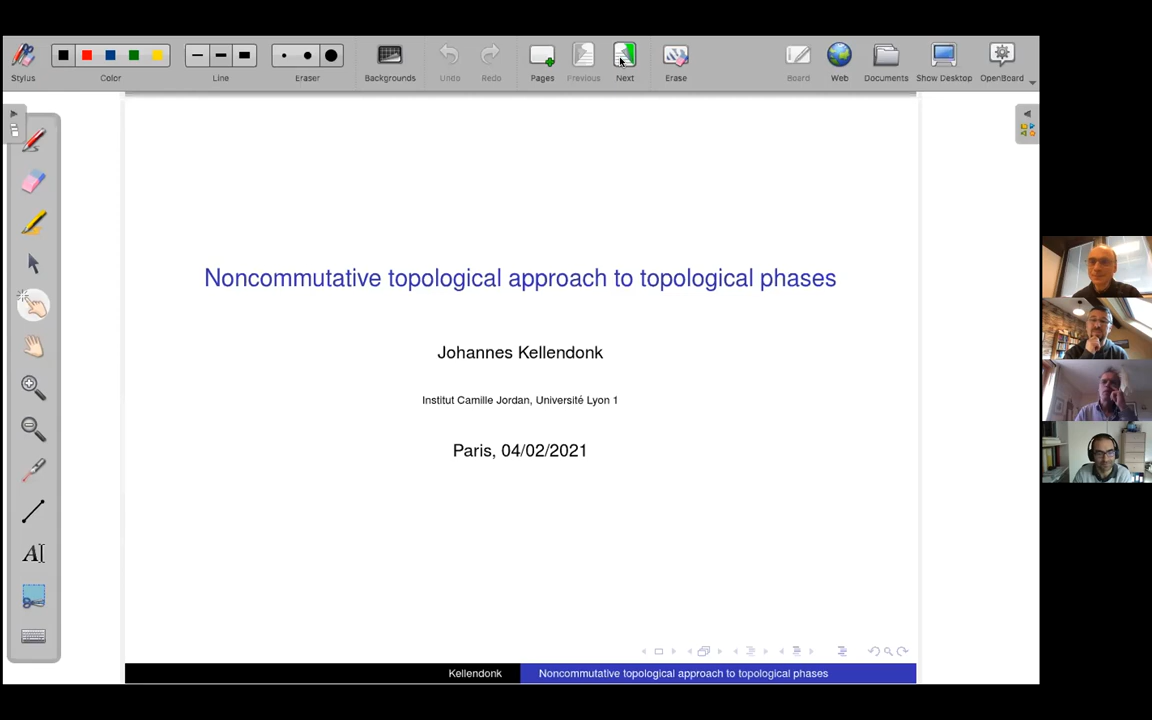 Stylus
Color
Line
Eraser
Backgrounds
Undo
Redo
Pages
Previous
Next
Erase
Board
Web
Documents
Show Desktop
OpenBoard
Noncommutative topological approach to topological phases
Johannes Kellendonk
Institut Camille Jordan, Université Lyon 1
Paris, 04/02/2021
Kellendonk
Noncommutative topological approach to topological phases